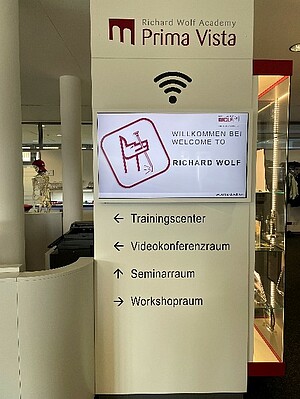 Richard Wolf Academy
Prima Vista
WILLKOMMEN BEI
WELCOME TO
RICHARD WOLF
← Trainingscenter
← Videokonferenzraum
↑ Seminarraum
→ Workshopraum